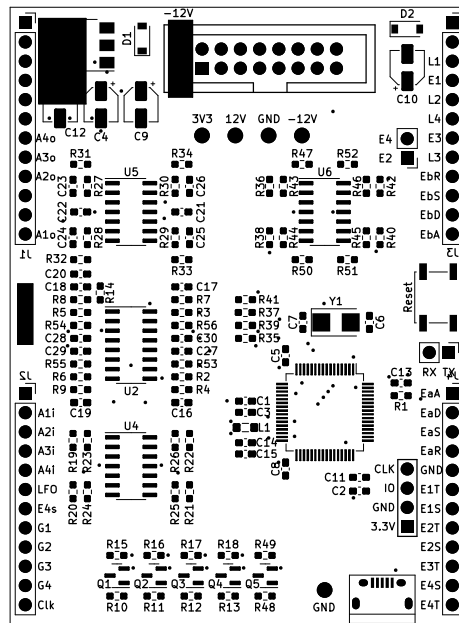 -12V
D1
D2
C12
C4
C9
C10
3V3
12V
GND
-12V
L1
E1
L2
L4
E3
L3
EbR
EbS
EbD
EbA
J3
E4
E2
A4o
A3o
A2o
A1o
J1
R31
U5
R34
R47
U6
R52
C23
R27
R30
C26
R36
R43
R46
R42
C22
C21
C24
R28
R29
C25
R38
R44
R45
R40
R32
R33
R50
R51
C20
C18
R14
C17
R8
R7
R41
R5
R3
R37
R54
R56
R39
C28
C30
R35
C29
C27
R55
R53
R6
R2
R9
R4
C19
U2
C16
C7
Y1
C6
C5
Reset
RX
TX
C13
R1
J2
A1i
A2i
A3i
A4i
LFO
E4s
G1
G2
G3
G4
Clk
U4
R19
R23
R26
R22
R20
R24
R25
R21
C1
C3
L1
C14
C15
C8
C11
C2
CLK
IO
GND
3.3V
EaA
EaD
EaS
EaR
GND
E1T
E1S
E2T
E2S
E3T
E4S
E4T
R15
R16
R17
R18
R49
Q1
Q2
Q3
Q4
Q5
R10
R11
R12
R13
R48
GND